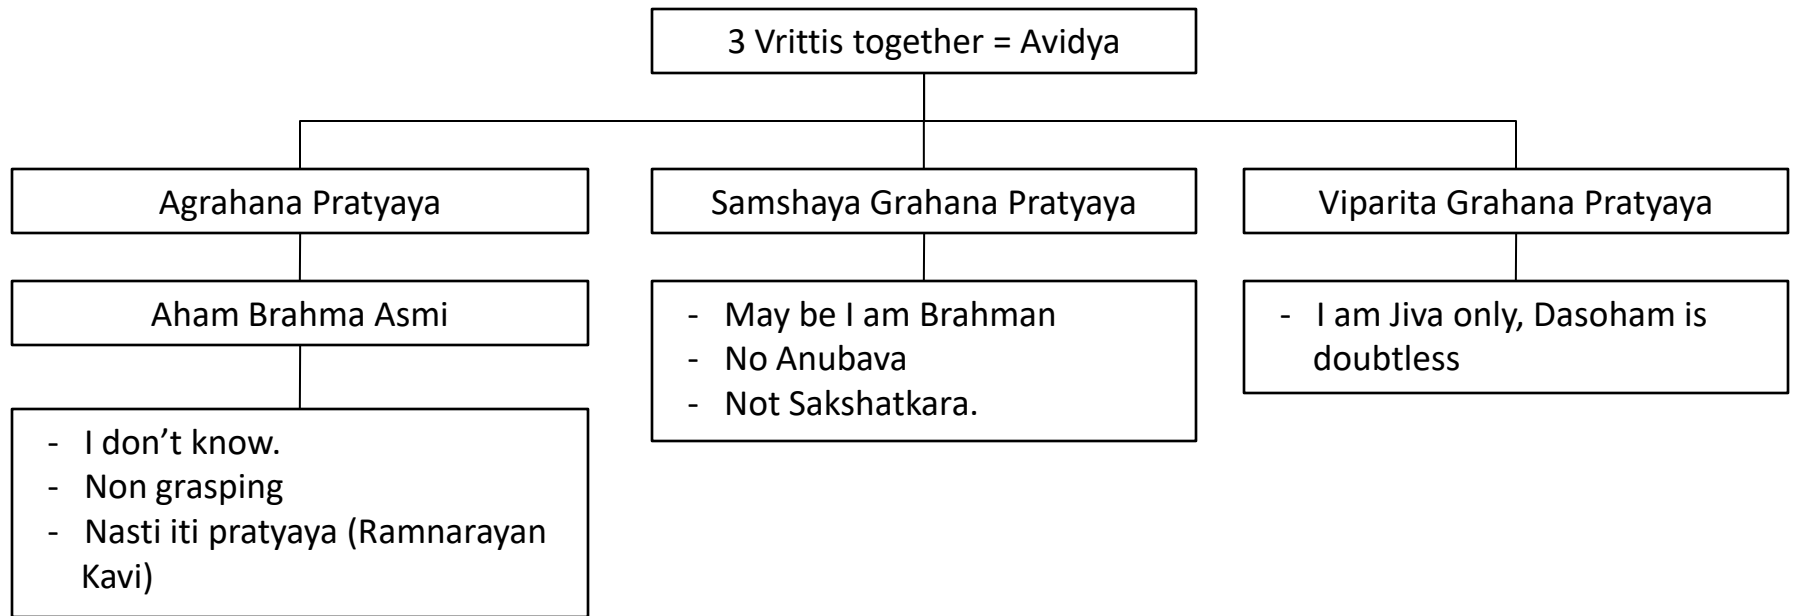 3 Vrittis together = Avidya
Agrahana Pratyaya
Samshaya Grahana Pratyaya
Viparita Grahana Pratyaya
Aham Brahma Asmi
- May be I am Brahman
- No Anubava
- Not Sakshatkara.
- I am Jiva only, Dasoham is
doubtless
- I don’t know.
- Non grasping
- Nasti iti pratyaya (Ramnarayan
Kavi)